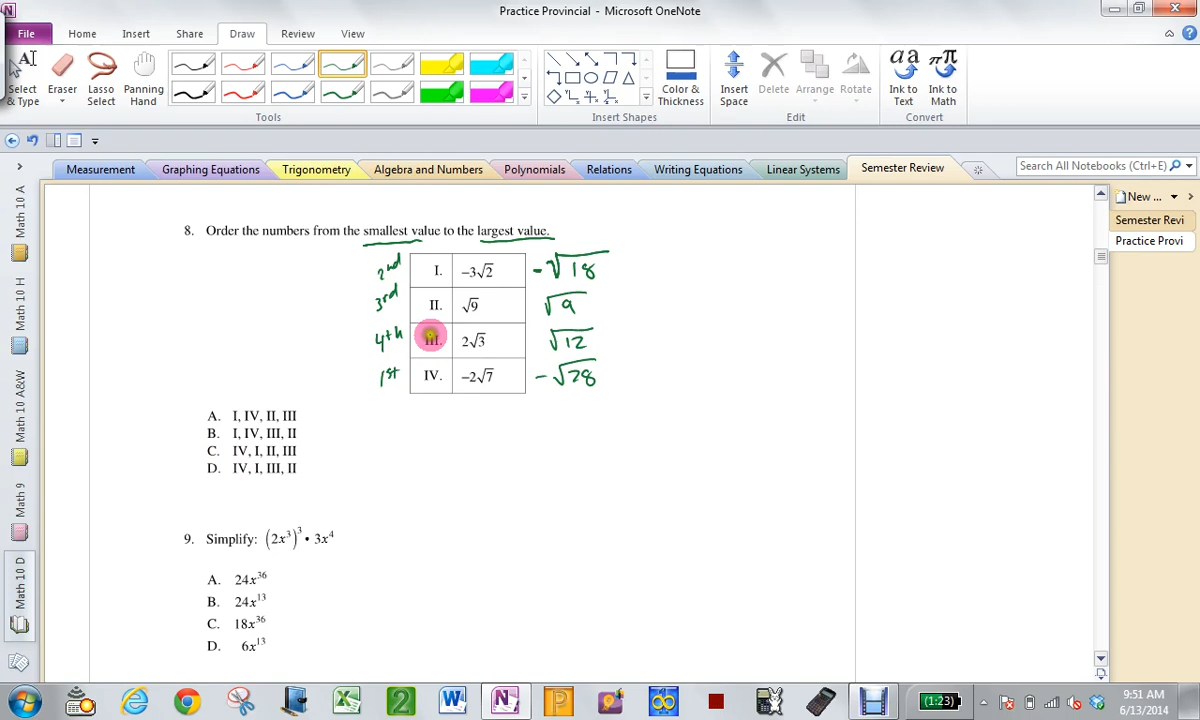 Practice Provincial - Microsoft OneNote
File Home Insert Share Draw Review View
Select & Type
Eraser
Lasso Select
Panning Hand
Color & Thickness
Insert Space
Delete
Arrange
Rotate
Ink to Text
Ink to Math
Tools
Insert Shapes
Edit
Convert
Measurement Graphing Equations Trigonometry Algebra and Numbers Polynomials Relations Writing Equations Linear Systems Semester Review
Search All Notebooks (Ctrl+E)
New ...
Semester Revi
Practice Provi
Math 10 A
Math 10 H
Math 10 A&W
Math 9
Math 10 D
8. Order the numbers from the smallest value to the largest value.
2nd I. −3√2 -√18
3rd II. √9 √9
4th III. 2√3 √12
1st IV. −2√7 -√28
A. I, IV, II, III
B. I, IV, III, II
C. IV, I, II, III
D. IV, I, III, II
9. Simplify: (2x³)³ • 3x⁴
A. 24x³⁶
B. 24x¹³
C. 18x³⁶
D. 6x¹³
(1:23)
9:51 AM
6/13/2014